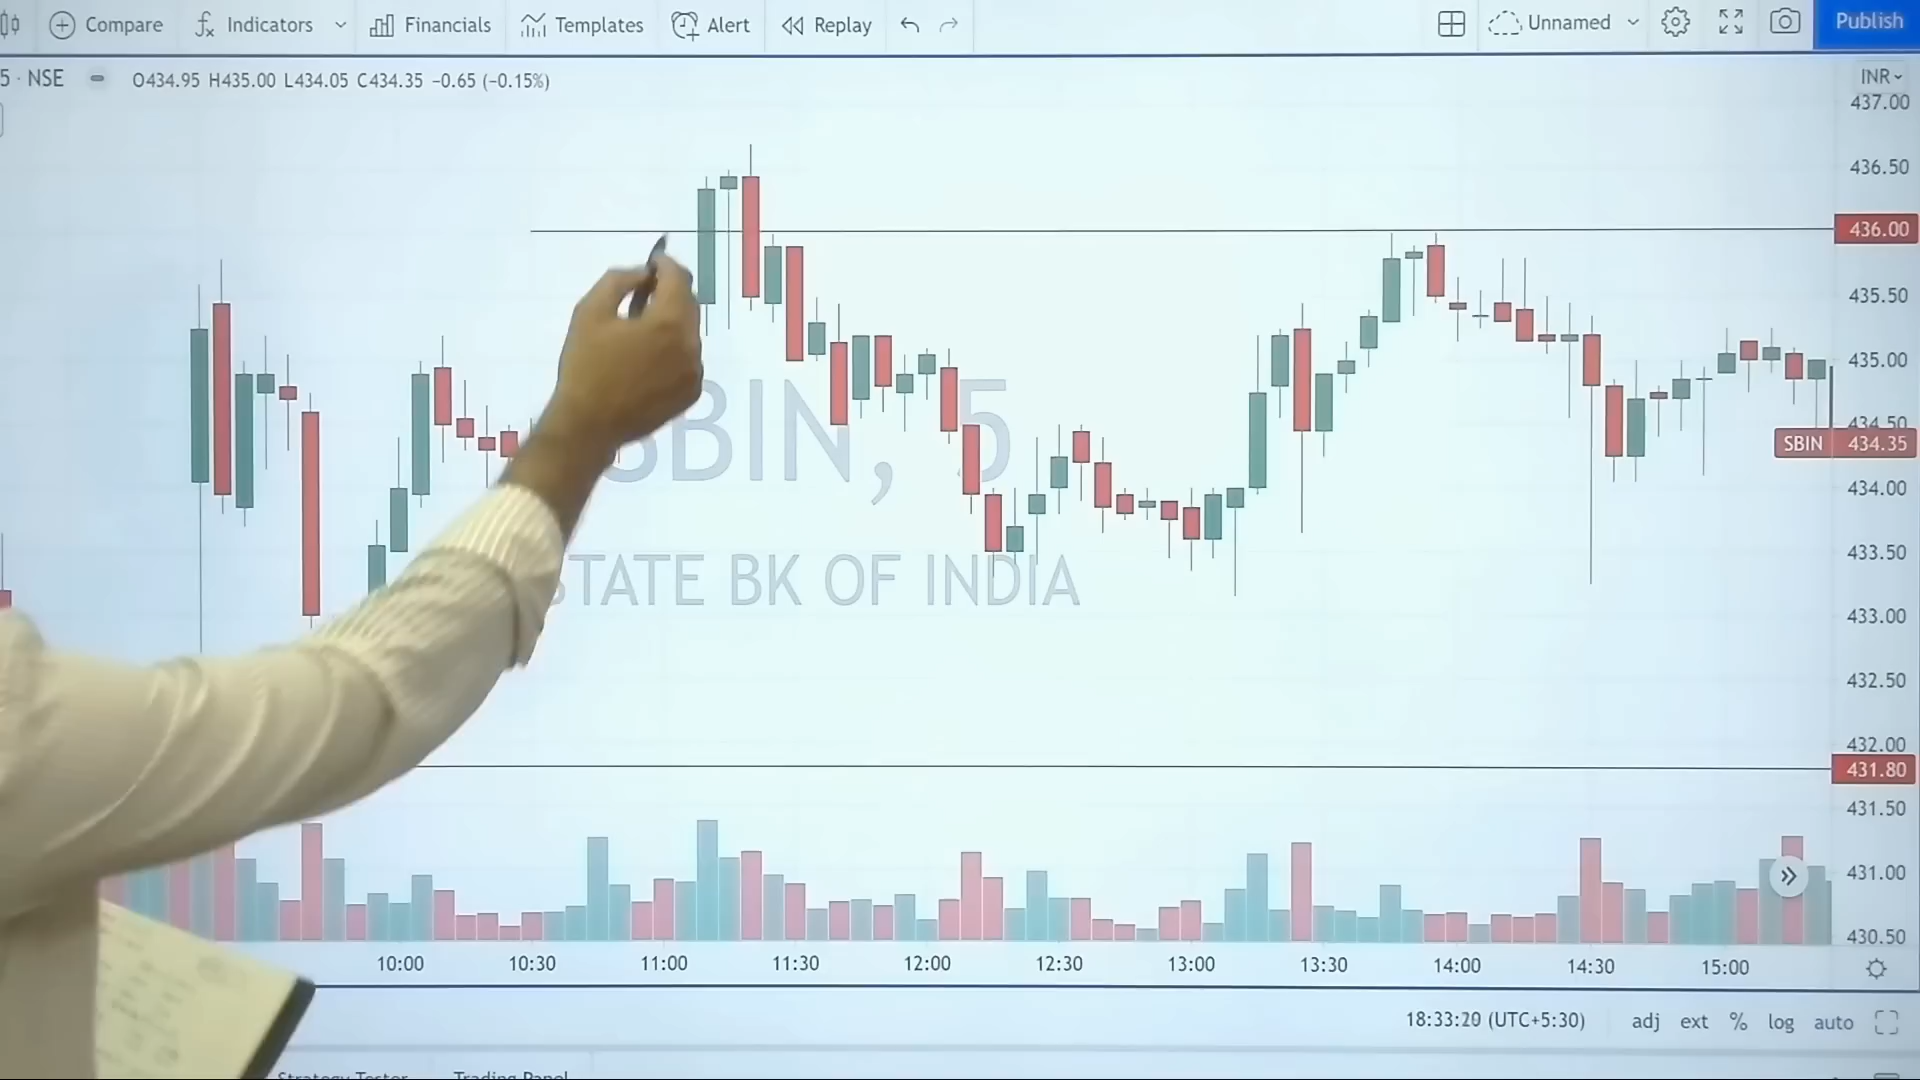 Compare Indicators Financials Templates Alert Replay Unnamed Publish
5 · NSE O434.95 H435.00 L434.05 C434.35 −0.65 (−0.15%)
INR
437.00
436.50
436.00
435.50
435.00
434.50
SBIN 434.35
434.00
433.50
433.00
432.50
432.00
431.80
431.50
431.00
430.50
SBIN, 5
STATE BK OF INDIA
10:00 10:30 11:00 11:30 12:00 12:30 13:00 13:30 14:00 14:30 15:00
18:33:20 (UTC+5:30) adj ext % log auto
Strategy Tester Trading Panel